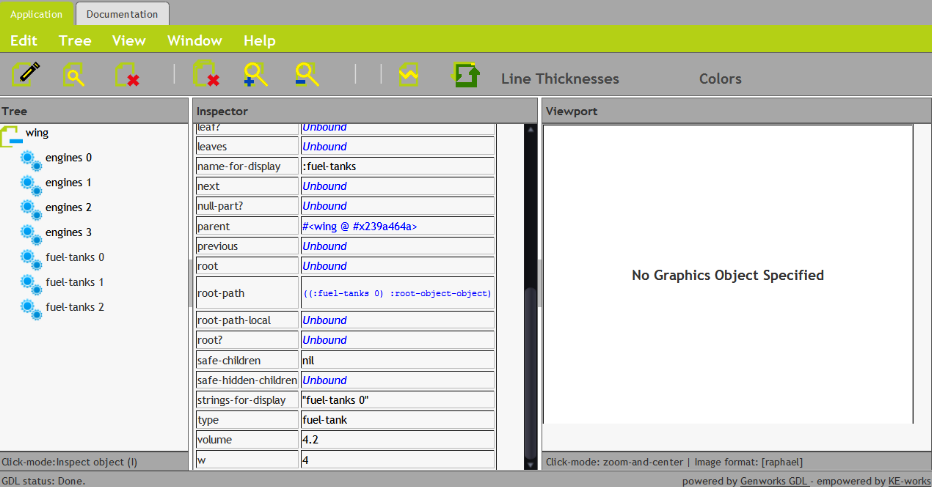 Application Documentation
Edit Tree View Window Help
Line Thicknesses Colors
Tree
wing
engines 0
engines 1
engines 2
engines 3
fuel-tanks 0
fuel-tanks 1
fuel-tanks 2
Click-mode:Inspect object (I)
Inspector
leaf? Unbound
leaves Unbound
name-for-display :fuel-tanks
next Unbound
null-part? Unbound
parent #<wing @ #x239a464a>
previous Unbound
root Unbound
root-path ((:fuel-tanks 0) :root-object-object)
root-path-local Unbound
root? Unbound
safe-children nil
safe-hidden-children Unbound
strings-for-display "fuel-tanks 0"
type fuel-tank
volume 4.2
w 4
Viewport
No Graphics Object Specified
Click-mode: zoom-and-center | Image format: [raphael]
GDL status: Done.
powered by Genworks GDL - empowered by KE-works